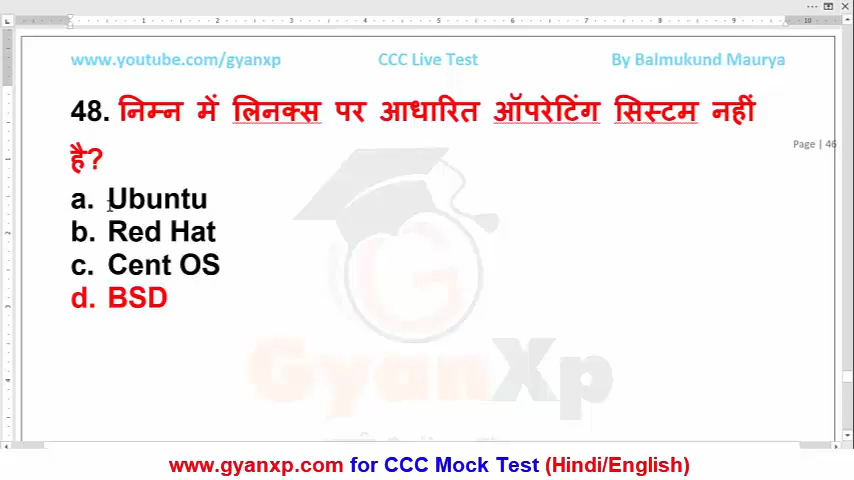 www.youtube.com/gyanxp CCC Live Test By Balmukund Maurya
48. निम्न में लिनक्स पर आधारित ऑपरेटिंग सिस्टम नहीं
Page | 46
है?
a. Ubuntu
b. Red Hat
c. Cent OS
d. BSD
GyanXp
www.gyanxp.com for CCC Mock Test (Hindi/English)